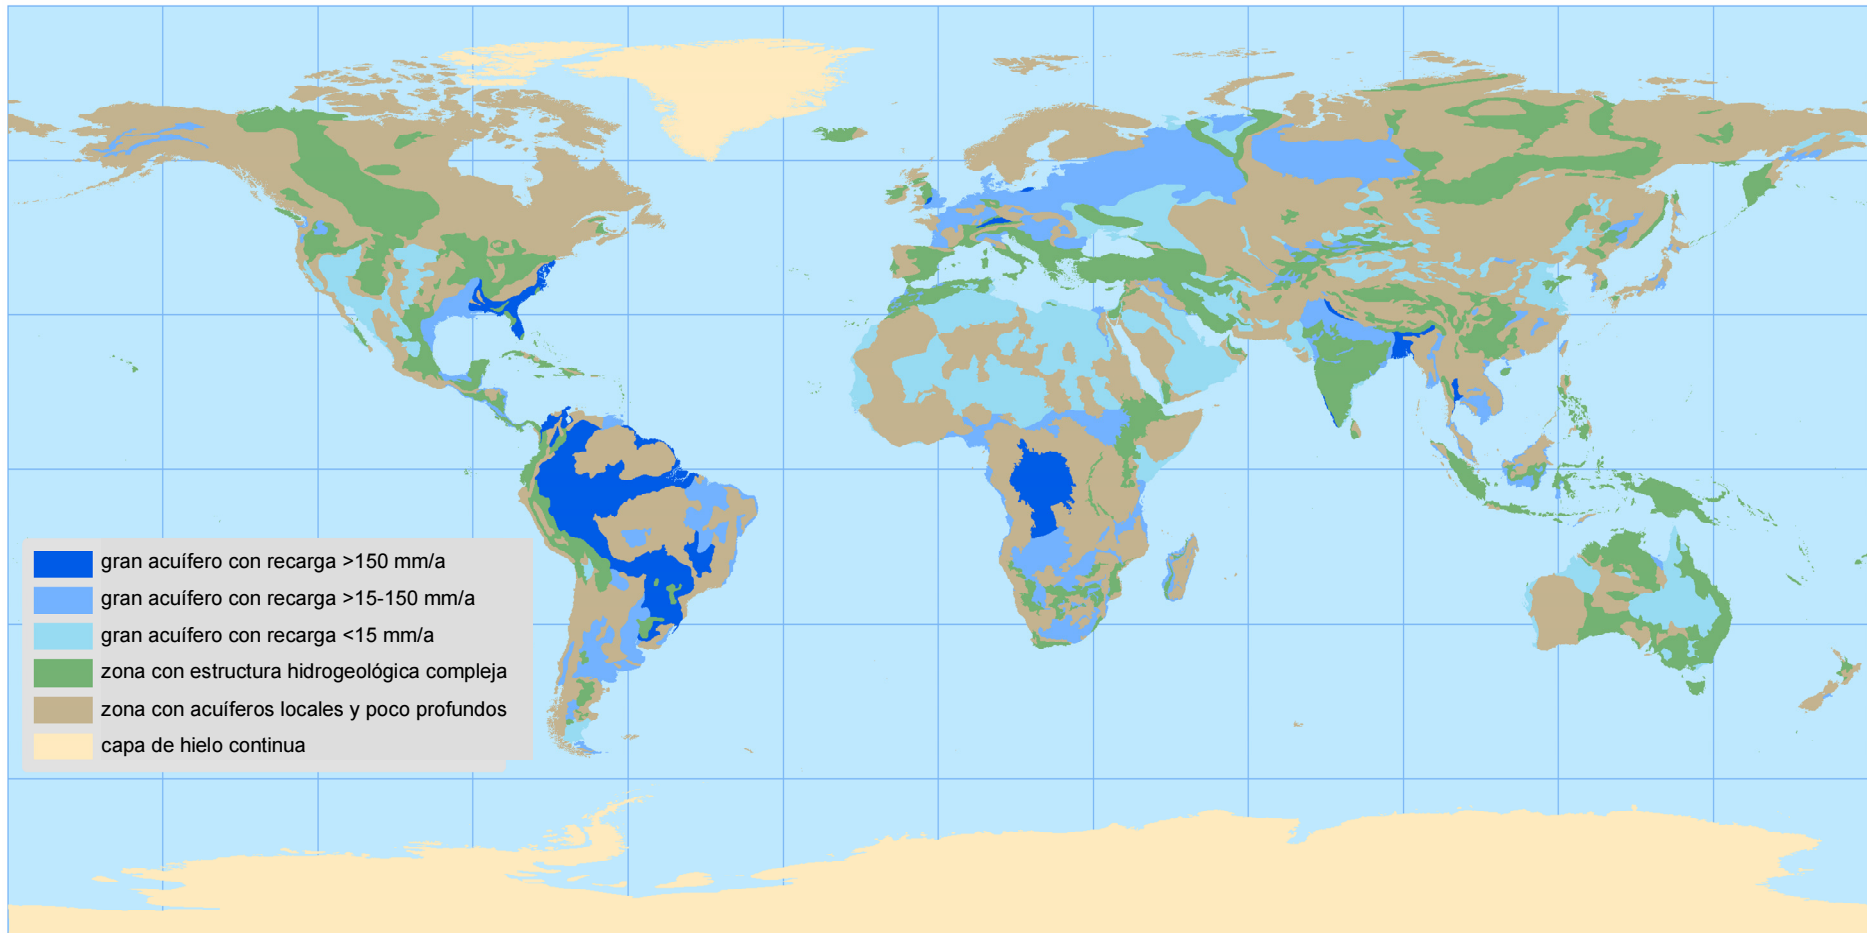 gran acuífero con recarga >150 mm/a
gran acuífero con recarga >15-150 mm/a
gran acuífero con recarga <15 mm/a
zona con estructura hidrogeológica compleja
zona con acuíferos locales y poco profundos
capa de hielo continua